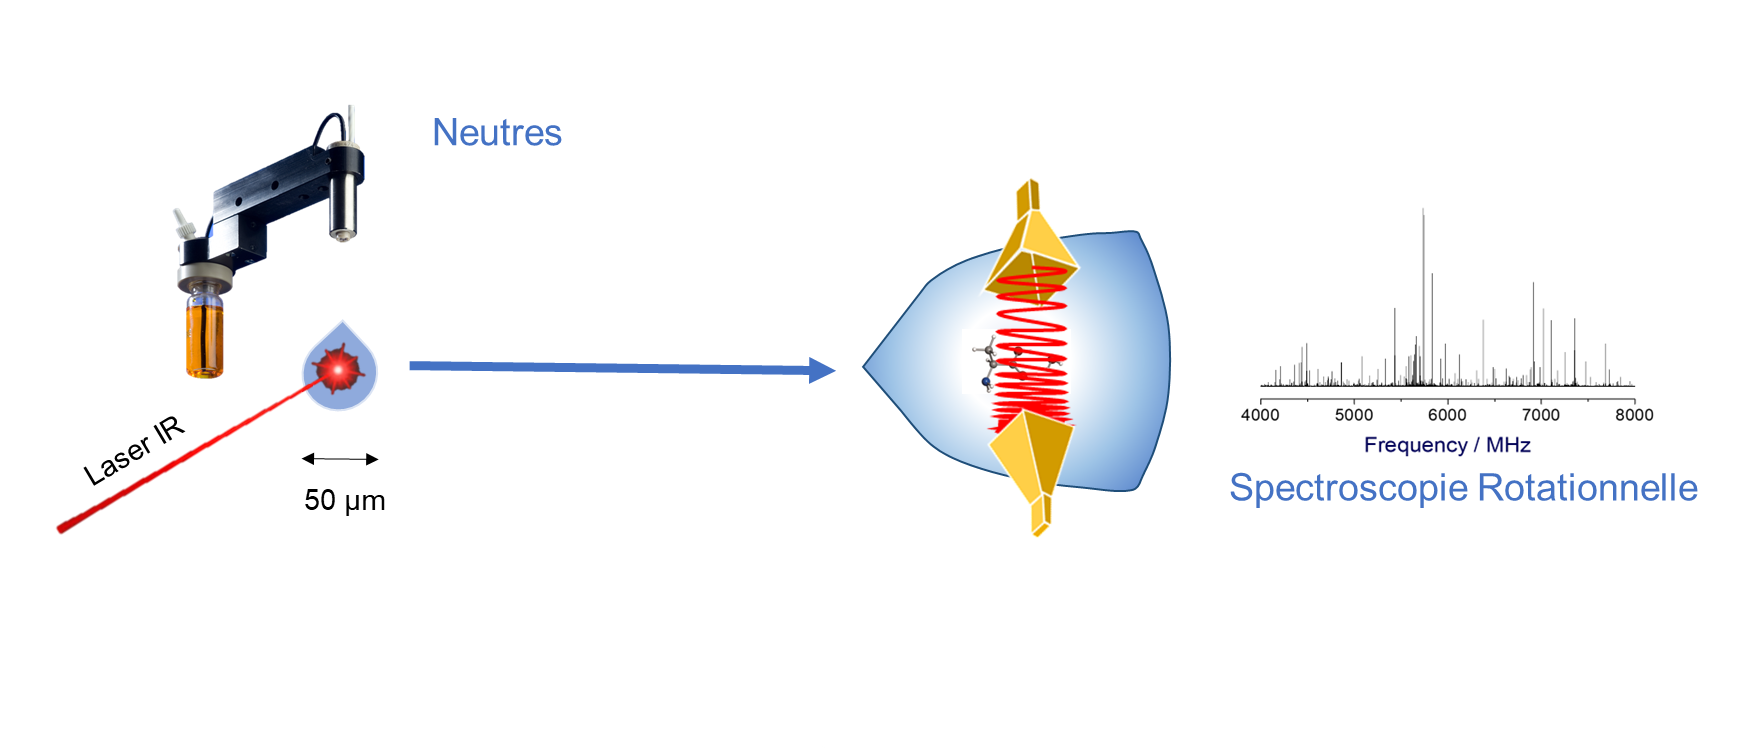 Neutres
Laser IR
50 µm
4000 5000 6000 7000 8000
Frequency / MHz
Spectroscopie Rotationnelle